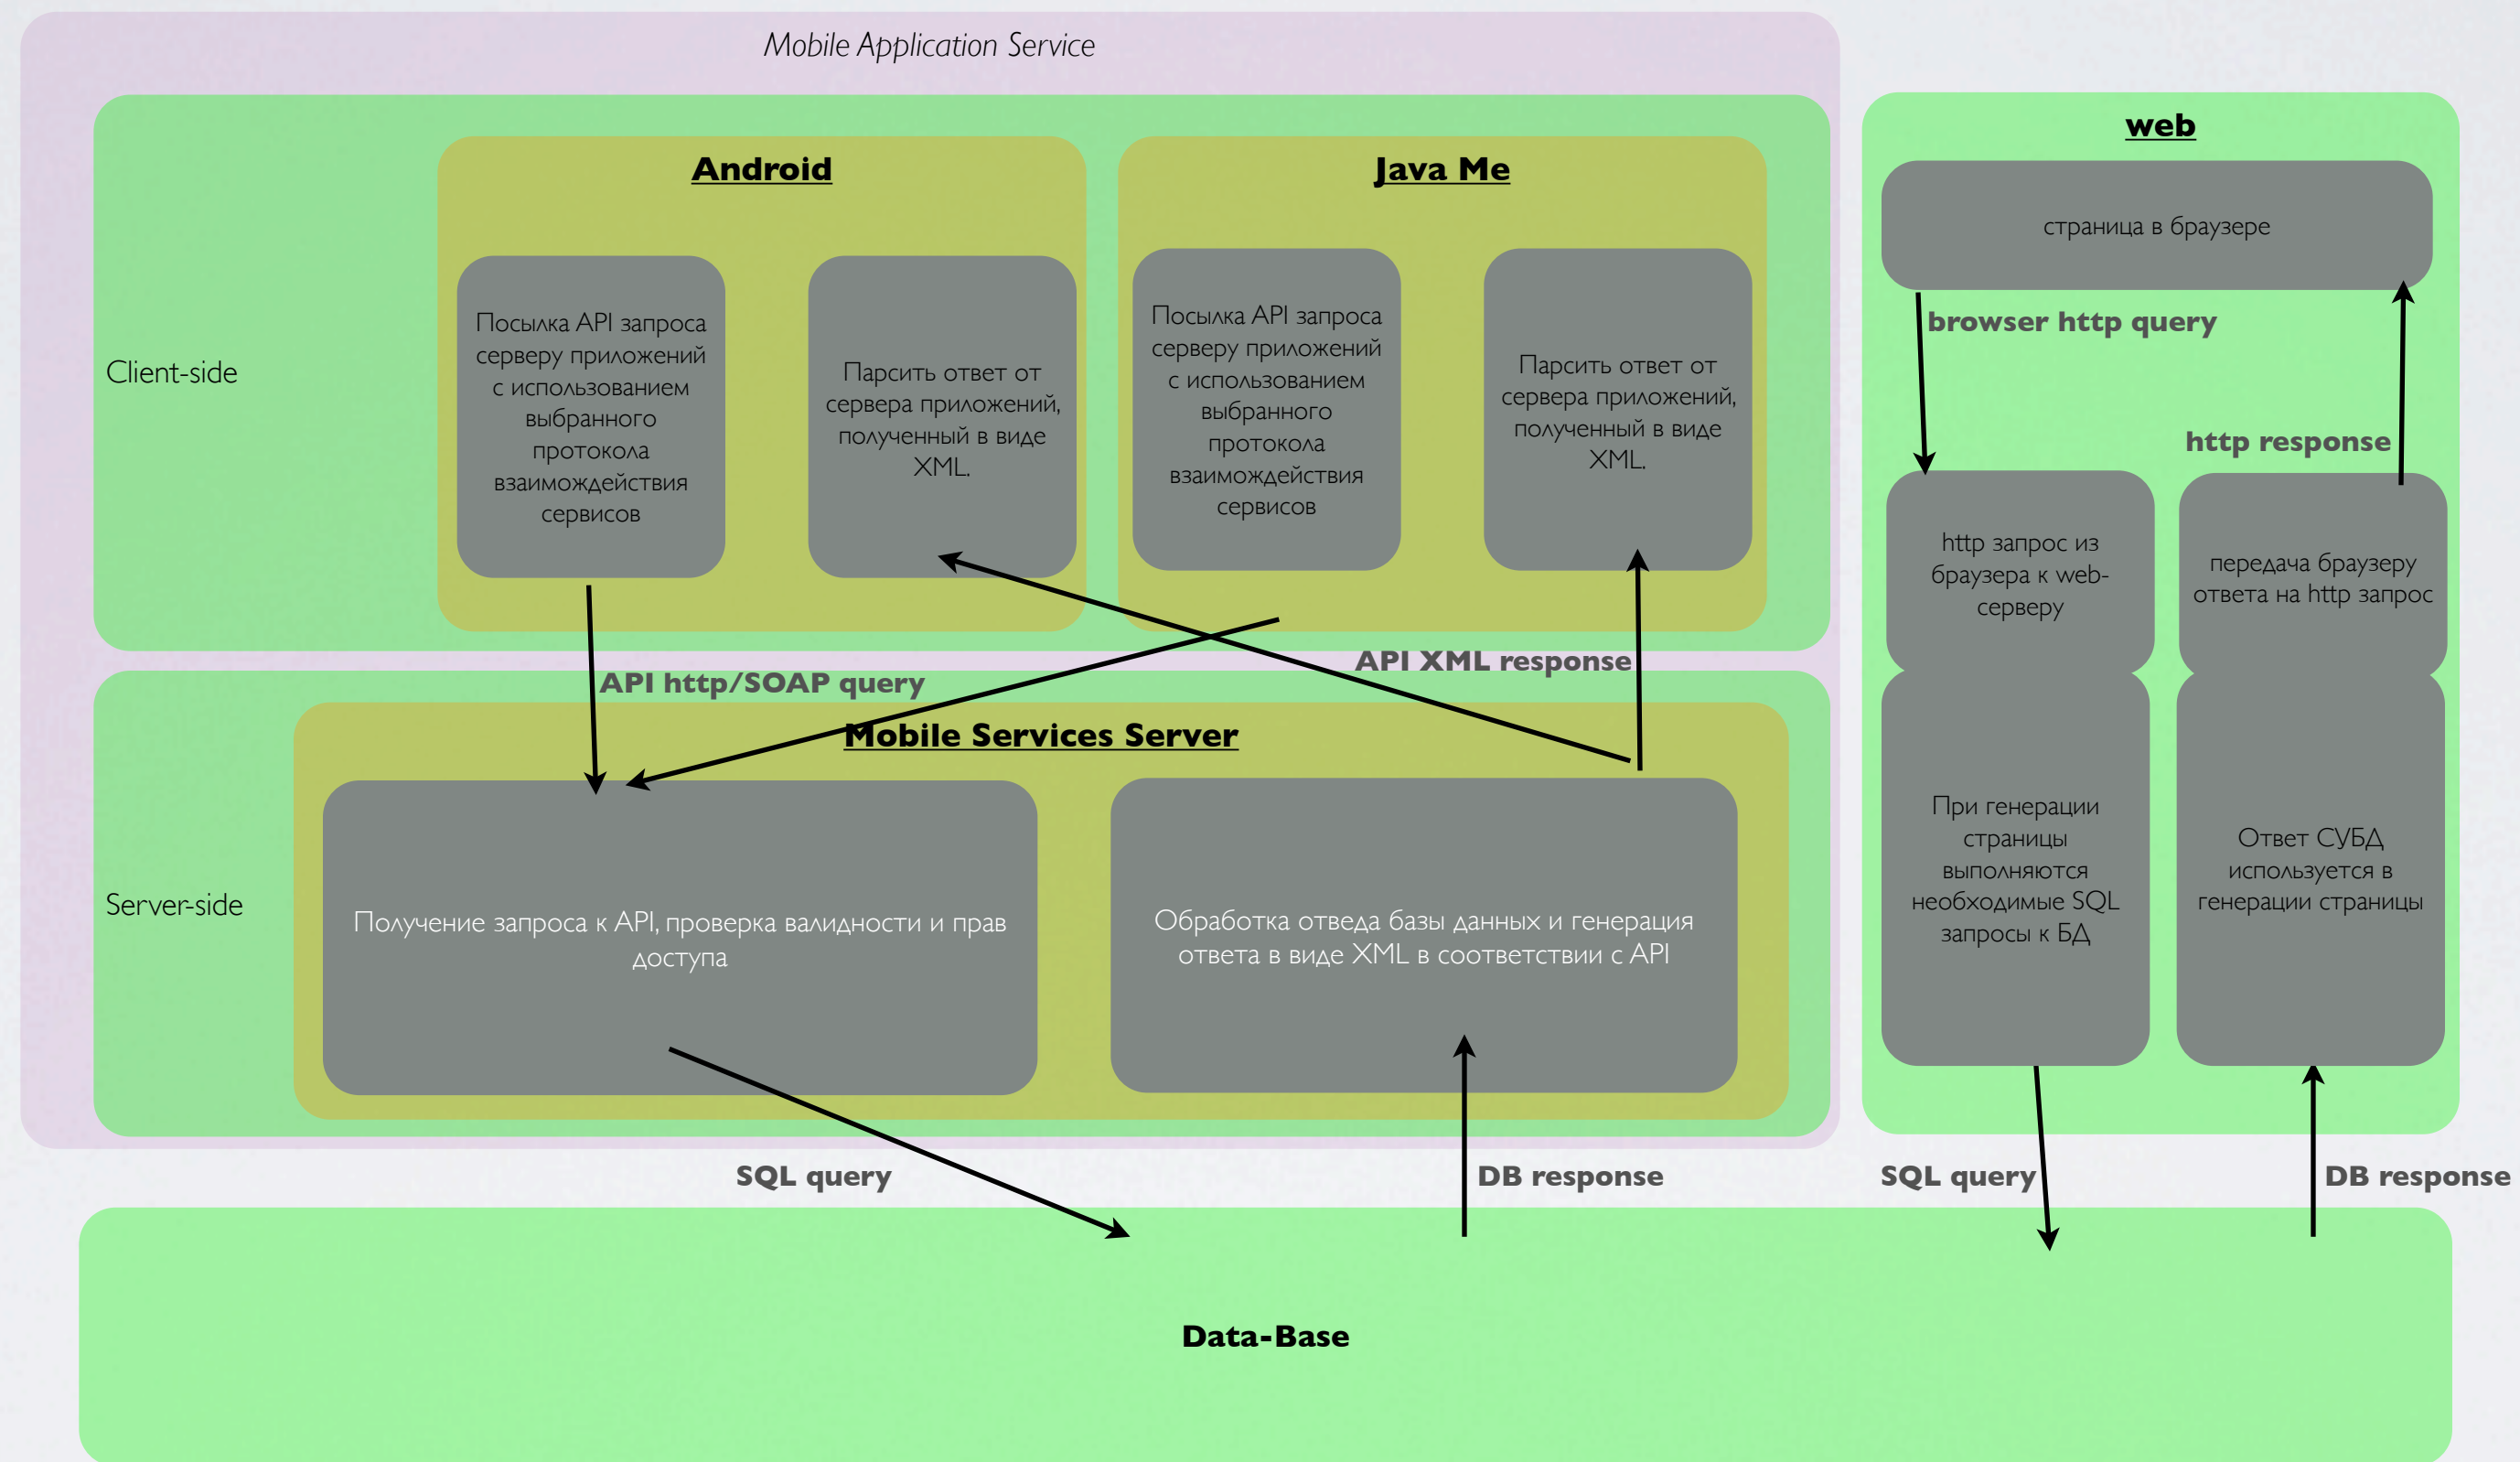 Mobile Application Service
Client-side
Android
Посылка API запроса
серверу приложений
с использованием
выбранного
протокола
взаимождействия
сервисов
Парсить ответ от
сервера приложений,
полученный в виде
XML.
Java Me
Посылка API запроса
серверу приложений
с использованием
выбранного
протокола
взаимождействия
сервисов
Парсить ответ от
сервера приложений,
полученный в виде
XML.
API http/SOAP query
API XML response
Server-side
Mobile Services Server
Получение запроса к API, проверка валидности и прав
доступа
Обработка отведа базы данных и генерация
ответа в виде XML в соответствии с API
web
страница в браузере
browser http query
http response
http запрос из
браузера к web-
серверу
передача браузеру
ответа на http запрос
При генерации
страницы
выполняются
необходимые SQL
запросы к БД
Ответ СУБД
используется в
генерации страницы
SQL query
DB response
SQL query
DB response
Data-Base